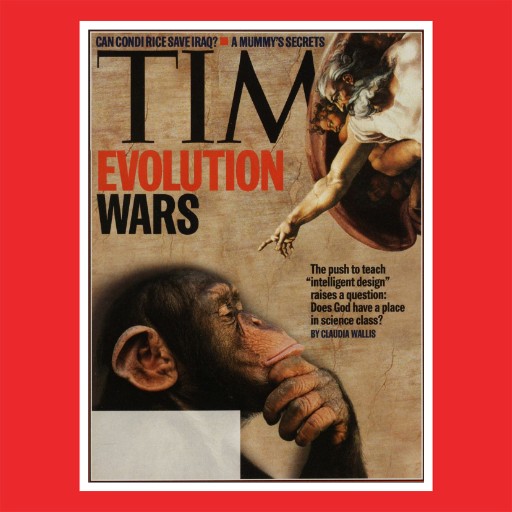 CAN CONDI RICE SAVE IRAQ? ■ A MUMMY'S SECRETS
TIM
EVOLUTION
WARS
The push to teach
"intelligent design"
raises a question:
Does God have a place
in science class?
BY CLAUDIA WALLIS